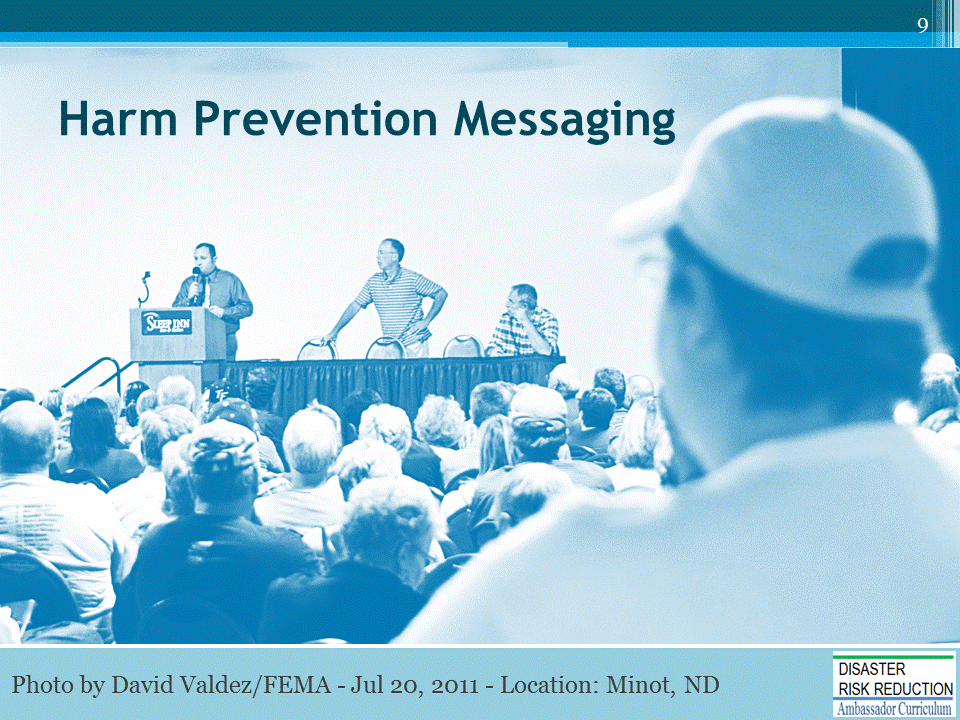 9
Harm Prevention Messaging
SLEEP INN
Photo by David Valdez/FEMA - Jul 20, 2011 - Location: Minot, ND
DISASTER
RISK REDUCTION
Ambassador Curriculum